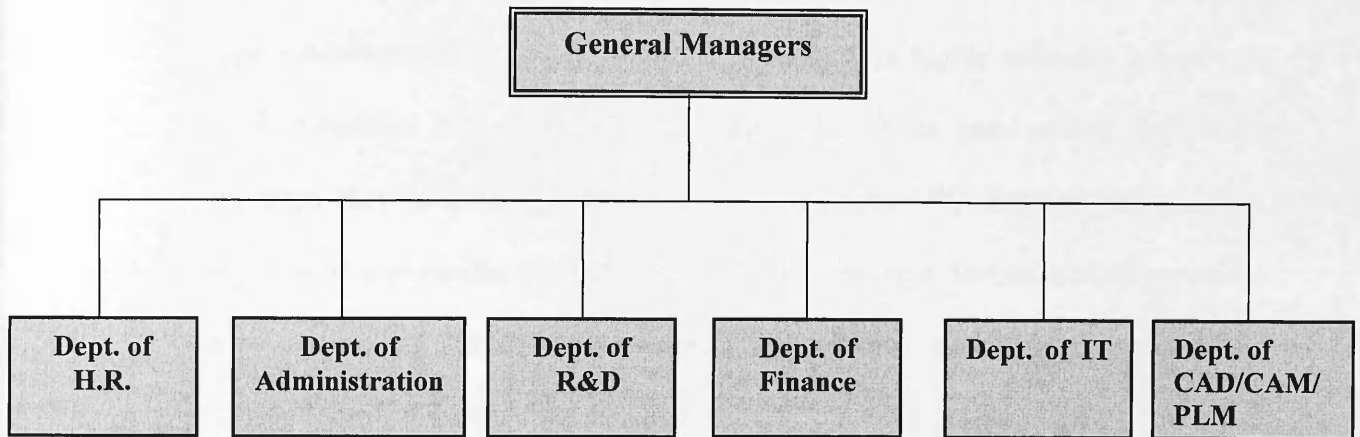 General Managers
Dept. of
H.R.
Dept. of
Administration
Dept. of
R&D
Dept. of
Finance
Dept. of IT
Dept. of
CAD/CAM/
PLM